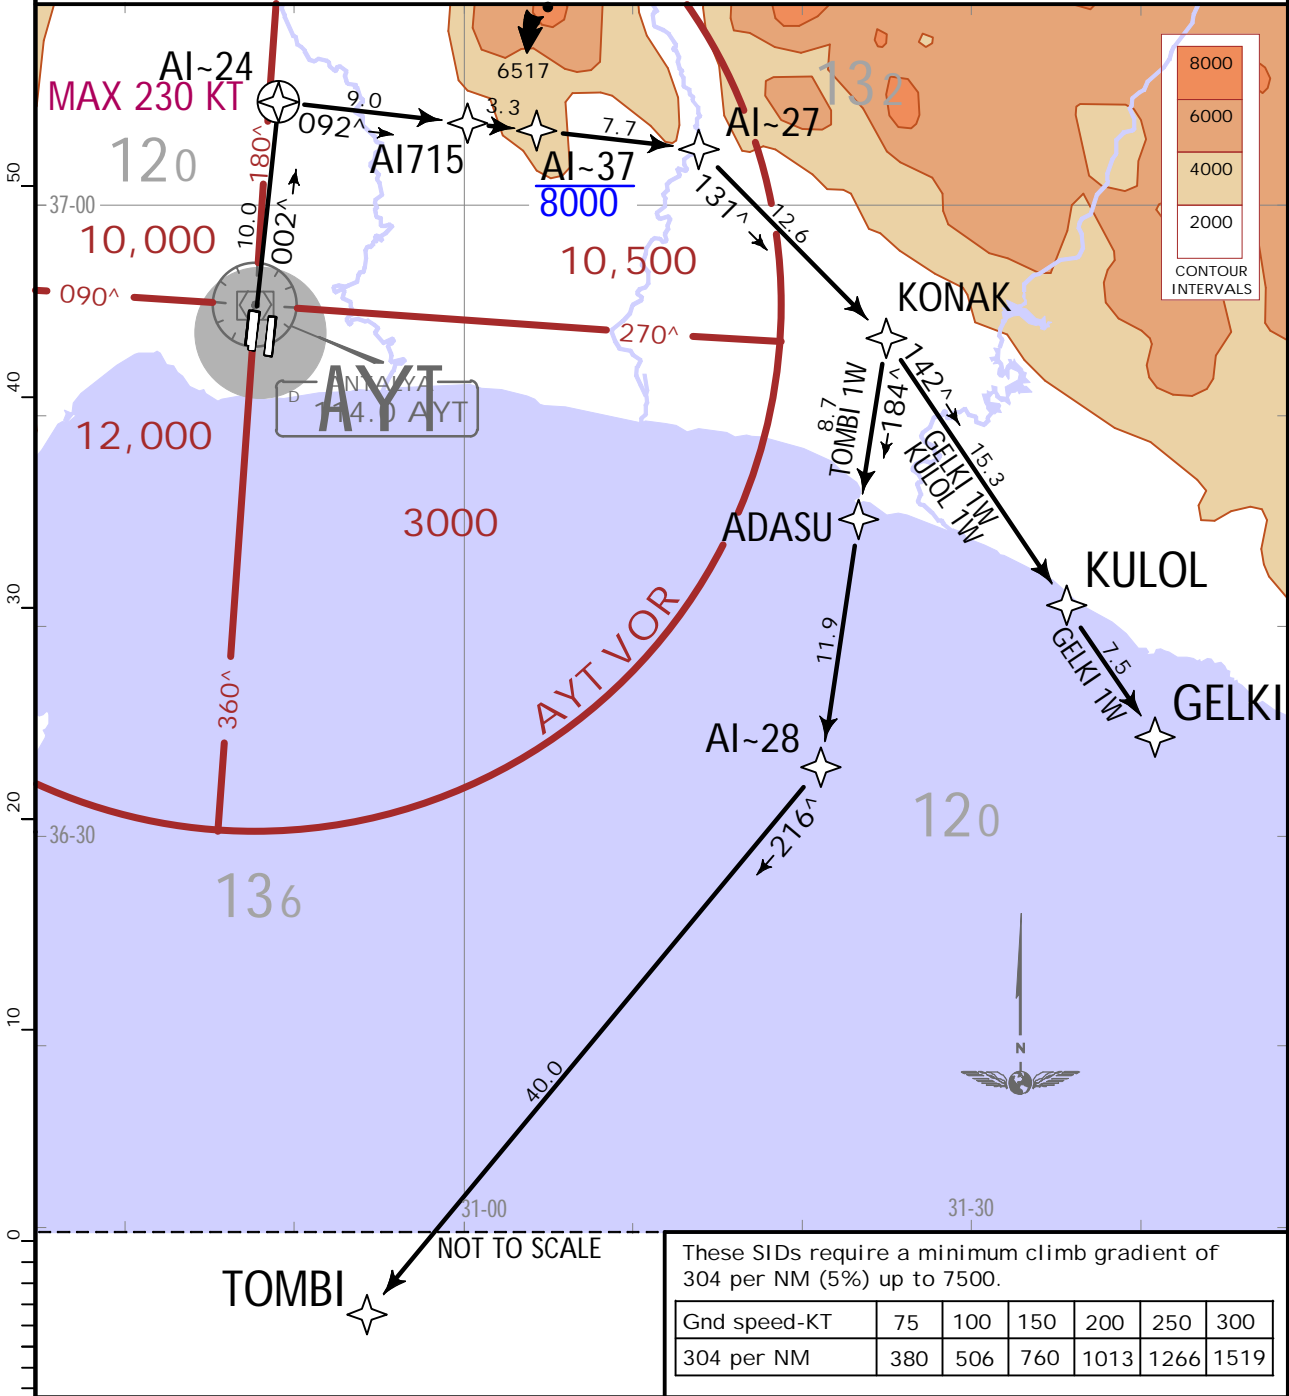 6517
8000
6000
4000
2000
CONTOUR
INTERVALS
132
AI~24
MAX 230 KT
9.0
092^
3.3
AI715
7.7
AI~37
8000
AI~27
120
180^
50
37-00
10.0
002^
10,000
10,500
131^
12.6
KONAK
090^
270^
40
ANTALYA
D
114.0 AYT
AYT
12,000
8.7
TOMBI 1W
184^
142^
15.3
GELKI 1W
KULOL 1W
3000
ADASU
KULOL
30
AYT VOR
11.9
7.5
GELKI 1W
360^
GELKI
AI~28
20
36-30
216^
120
136
10
N
40.0
31-00
31-30
0
NOT TO SCALE
TOMBI
These SIDs require a minimum climb gradient of
304 per NM (5%) up to 7500.
Gnd speed-KT 75 100 150 200 250 300
304 per NM 380 506 760 1013 1266 1519